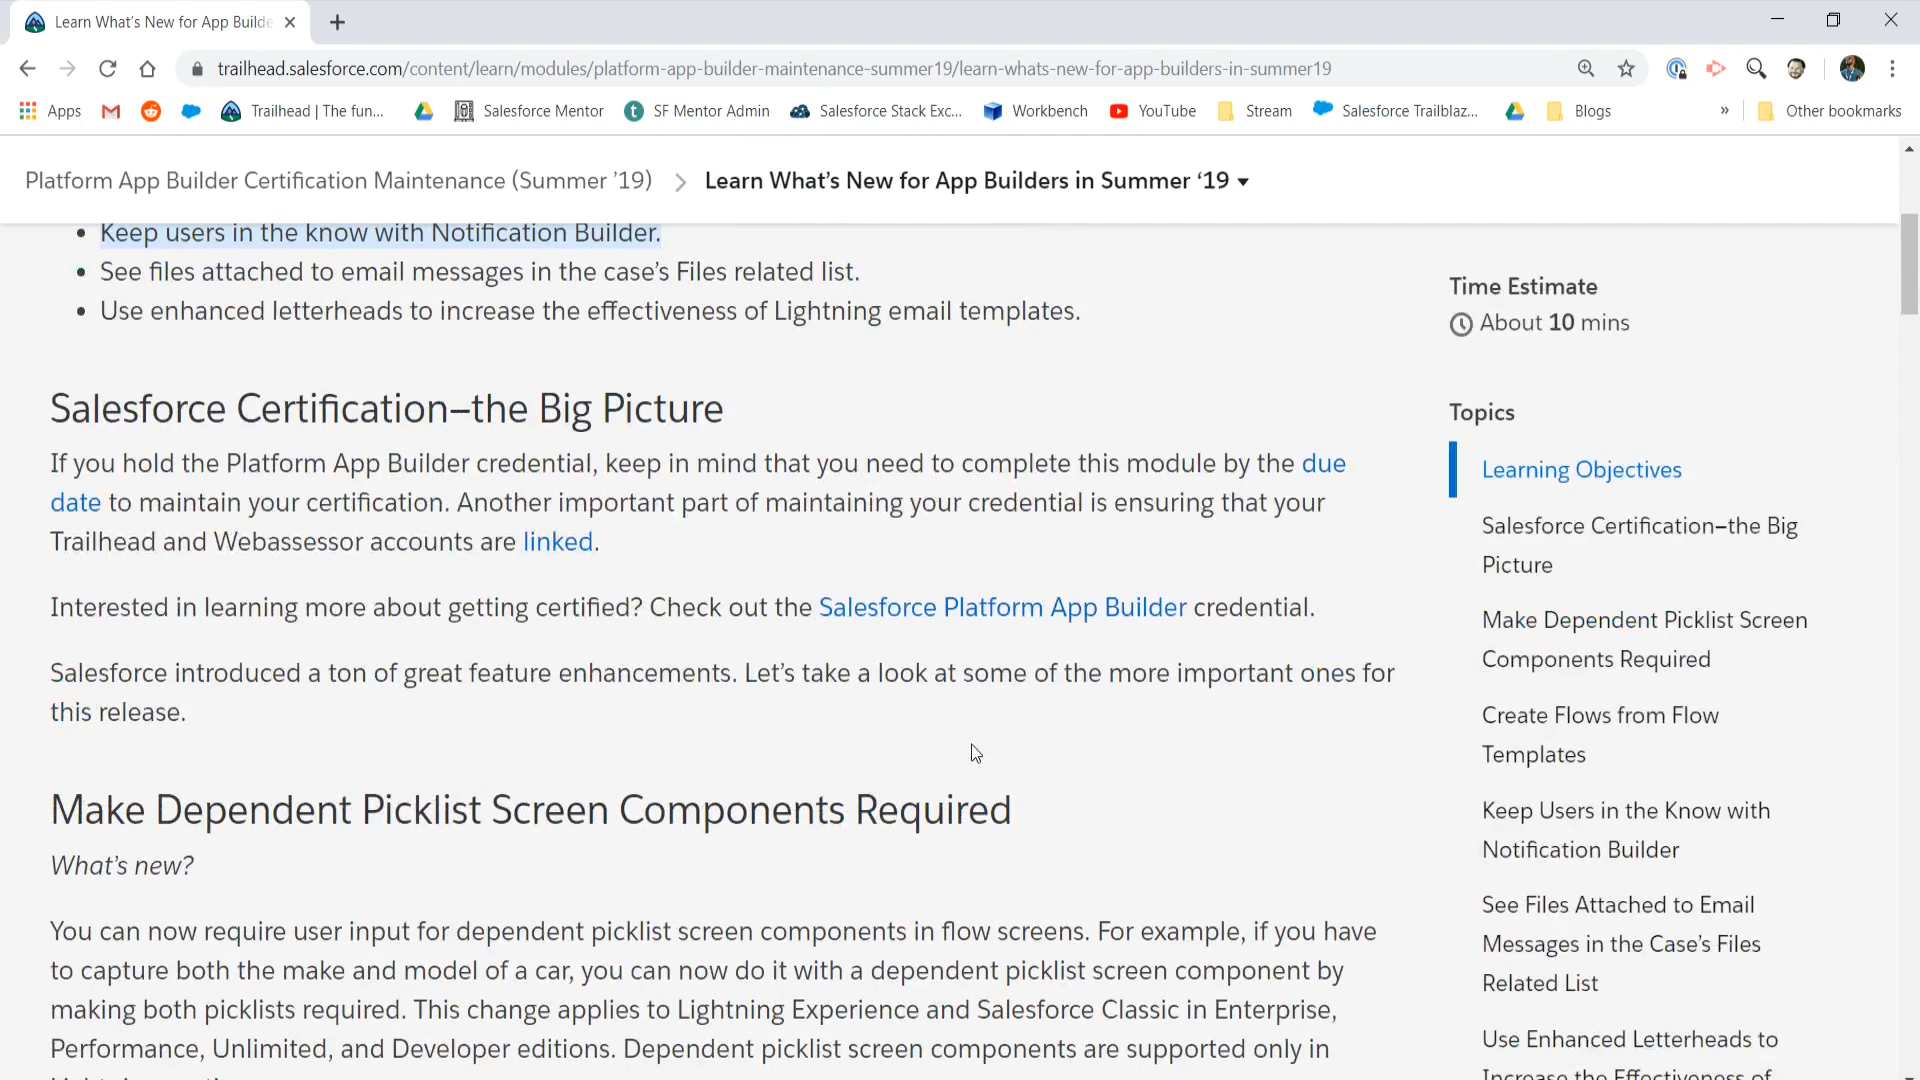 Learn What's New for App Builde
trailhead.salesforce.com/content/learn/modules/platform-app-builder-maintenance-summer19/learn-whats-new-for-app-builders-in-summer19
Apps Trailhead | The fun... Salesforce Mentor SF Mentor Admin Salesforce Stack Exc... Workbench YouTube Stream Salesforce Trailblaz... Blogs » Other bookmarks
Platform App Builder Certification Maintenance (Summer '19) > Learn What's New for App Builders in Summer ‘19
• Keep users in the know with Notification Builder.
• See files attached to email messages in the case's Files related list.
• Use enhanced letterheads to increase the effectiveness of Lightning email templates.
Salesforce Certification–the Big Picture
If you hold the Platform App Builder credential, keep in mind that you need to complete this module by the due
date to maintain your certification. Another important part of maintaining your credential is ensuring that your
Trailhead and Webassessor accounts are linked.
Interested in learning more about getting certified? Check out the Salesforce Platform App Builder credential.
Salesforce introduced a ton of great feature enhancements. Let's take a look at some of the more important ones for
this release.
Make Dependent Picklist Screen Components Required
What's new?
You can now require user input for dependent picklist screen components in flow screens. For example, if you have
to capture both the make and model of a car, you can now do it with a dependent picklist screen component by
making both picklists required. This change applies to Lightning Experience and Salesforce Classic in Enterprise,
Performance, Unlimited, and Developer editions. Dependent picklist screen components are supported only in
Time Estimate
About 10 mins
Topics
Learning Objectives
Salesforce Certification–the Big
Picture
Make Dependent Picklist Screen
Components Required
Create Flows from Flow
Templates
Keep Users in the Know with
Notification Builder
See Files Attached to Email
Messages in the Case's Files
Related List
Use Enhanced Letterheads to
Increase the Effectiveness of